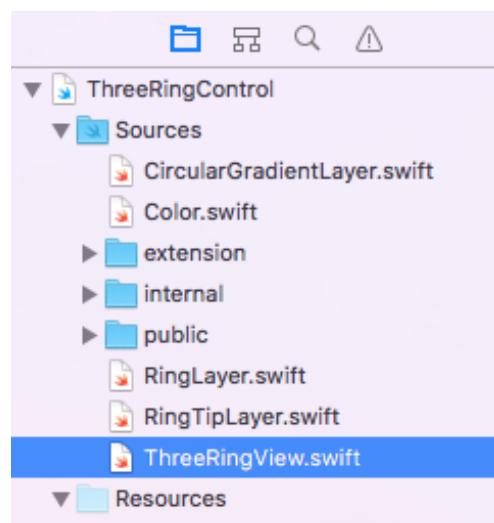 ThreeRingControl
Sources
CircularGradientLayer.swift
Color.swift
extension
internal
public
RingLayer.swift
RingTipLayer.swift
ThreeRingView.swift
Resources